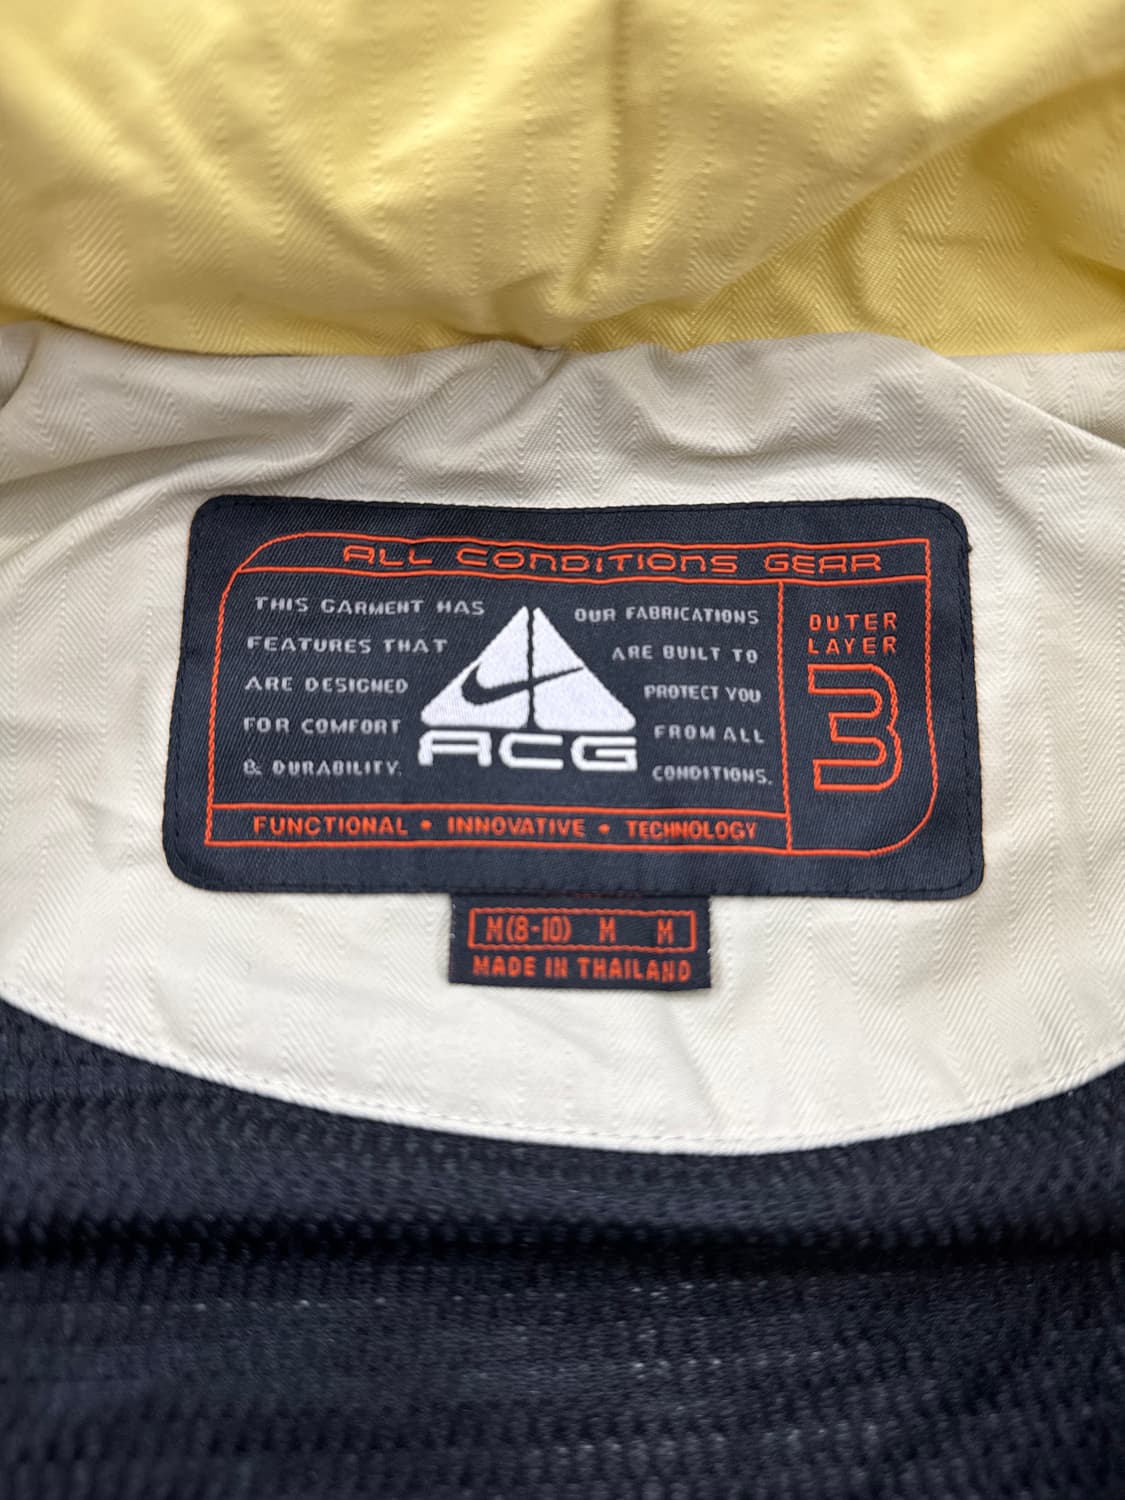 ALL CONDITIONS GEAR
THIS GARMENT HAS
FEATURES THAT
ARE DESIGNED
FOR COMFORT
& DURABILITY.
ACG
OUR FABRICATIONS
ARE BUILT TO
PROTECT YOU
FROM ALL
CONDITIONS.
OUTER
LAYER
3
FUNCTIONAL • INNOVATIVE • TECHNOLOGY
M(8-10) M M
MADE IN THAILAND